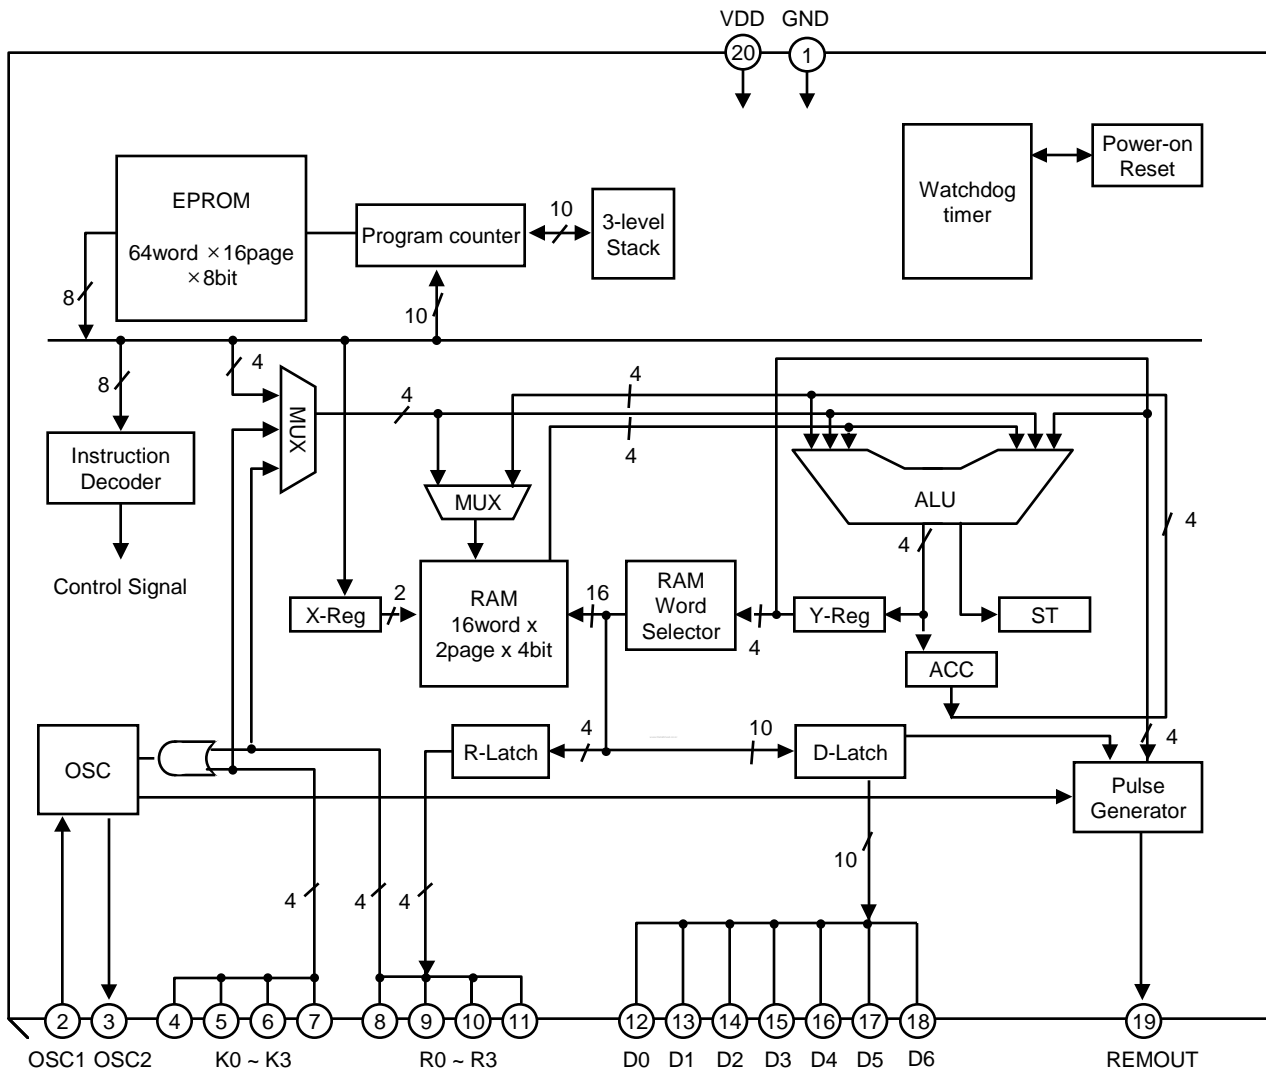 VDD GND
20 1
EPROM
64word ×16page
×8bit
Program counter
10
3-level
Stack
Watchdog
timer
Power-on
Reset
8
10
8
4
4
4
4
MUX
Instruction
Decoder
Control Signal
MUX
ALU
4
4
X-Reg
2
RAM
16word x
2page x 4bit
16
RAM
Word
Selector
4
Y-Reg
ST
ACC
OSC
R-Latch
4
10
D-Latch
4
Pulse
Generator
10
4
4
4
2 3 4 5 6 7 8 9 10 11 12 13 14 15 16 17 18 19
OSC1 OSC2 K0 ~ K3 R0 ~ R3 D0 D1 D2 D3 D4 D5 D6 REMOUT